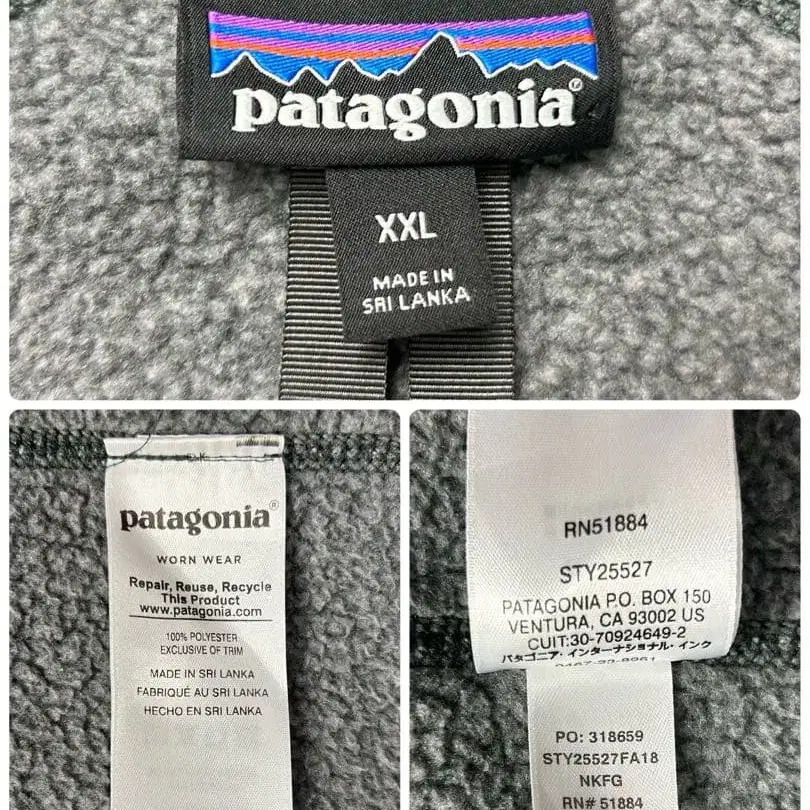 patagonia®
XXL
MADE IN
SRI LANKA
patagonia®
WORN WEAR
Repair, Reuse, Recycle
This Product
www.patagonia.com
100% POLYESTER
EXCLUSIVE OF TRIM
MADE IN SRI LANKA
FABRIQUÉ AU SRI LANKA
HECHO EN SRI LANKA
RN51884
STY25527
PATAGONIA P.O. BOX 150
VENTURA, CA 93002 US
CUIT:30-70924649-2
パタゴニア・インターナショナル・インク
PO: 318659
STY25527FA18
NKFG
RN# 51884